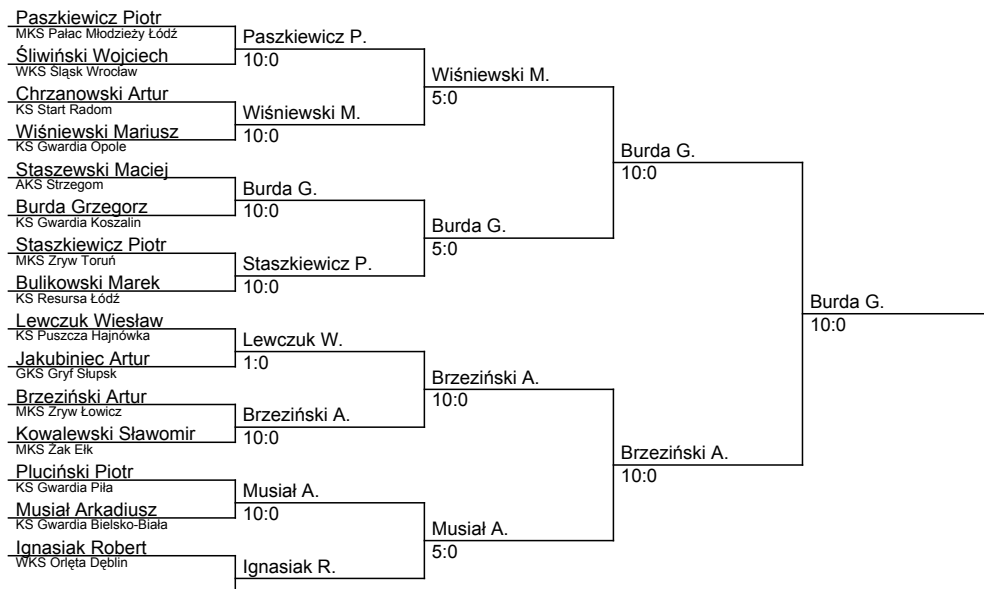 Paszkiewicz Piotr
MKS Pałac Młodzieży Łódź
Śliwiński Wojciech
WKS Śląsk Wrocław
Chrzanowski Artur
KS Start Radom
Wiśniewski Mariusz
KS Gwardia Opole
Staszewski Maciej
AKS Strzegom
Burda Grzegorz
KS Gwardia Koszalin
Staszkiewicz Piotr
MKS Zryw Toruń
Bulikowski Marek
KS Resursa Łódź
Lewczuk Wiesław
KS Puszcza Hajnówka
Jakubiniec Artur
GKS Gryf Słupsk
Brzeziński Artur
MKS Zryw Łowicz
Kowalewski Sławomir
MKS Żak Ełk
Pluciński Piotr
KS Gwardia Piła
Musiał Arkadiusz
KS Gwardia Bielsko-Biała
Ignasiak Robert
WKS Orlęta Dęblin
Paszkiewicz P.
10:0
Wiśniewski M.
10:0
Burda G.
10:0
Staszkiewicz P.
10:0
Lewczuk W.
1:0
Brzeziński A.
10:0
Musiał A.
10:0
Ignasiak R.
Wiśniewski M.
5:0
Burda G.
5:0
Brzeziński A.
10:0
Musiał A.
5:0
Burda G.
10:0
Brzeziński A.
10:0
Burda G.
10:0